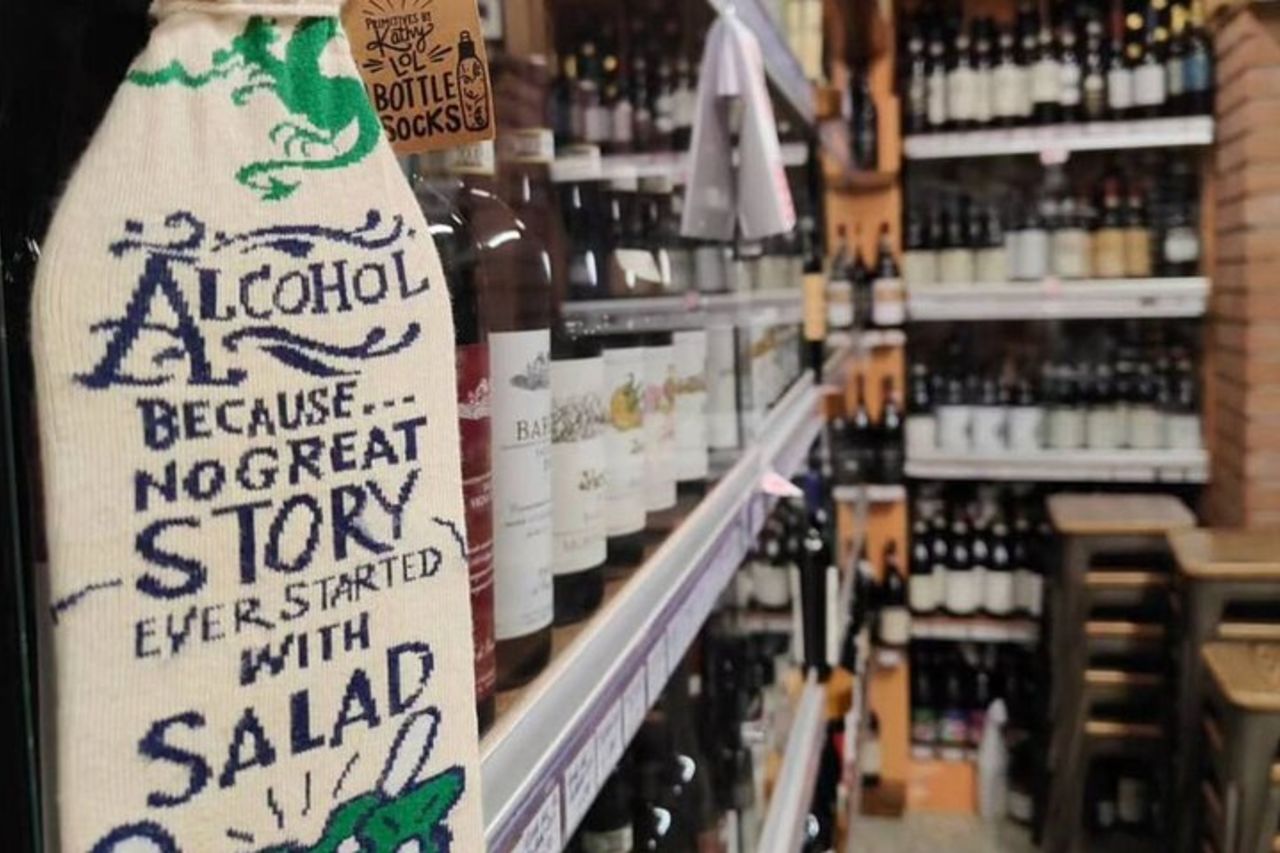 PRIMITIVES BY
Kathy
LOL
BOTTLE
SOCKS
ALCOHOL
BECAUSE...
NO GREAT
STORY
EVER STARTED
WITH
SALAD